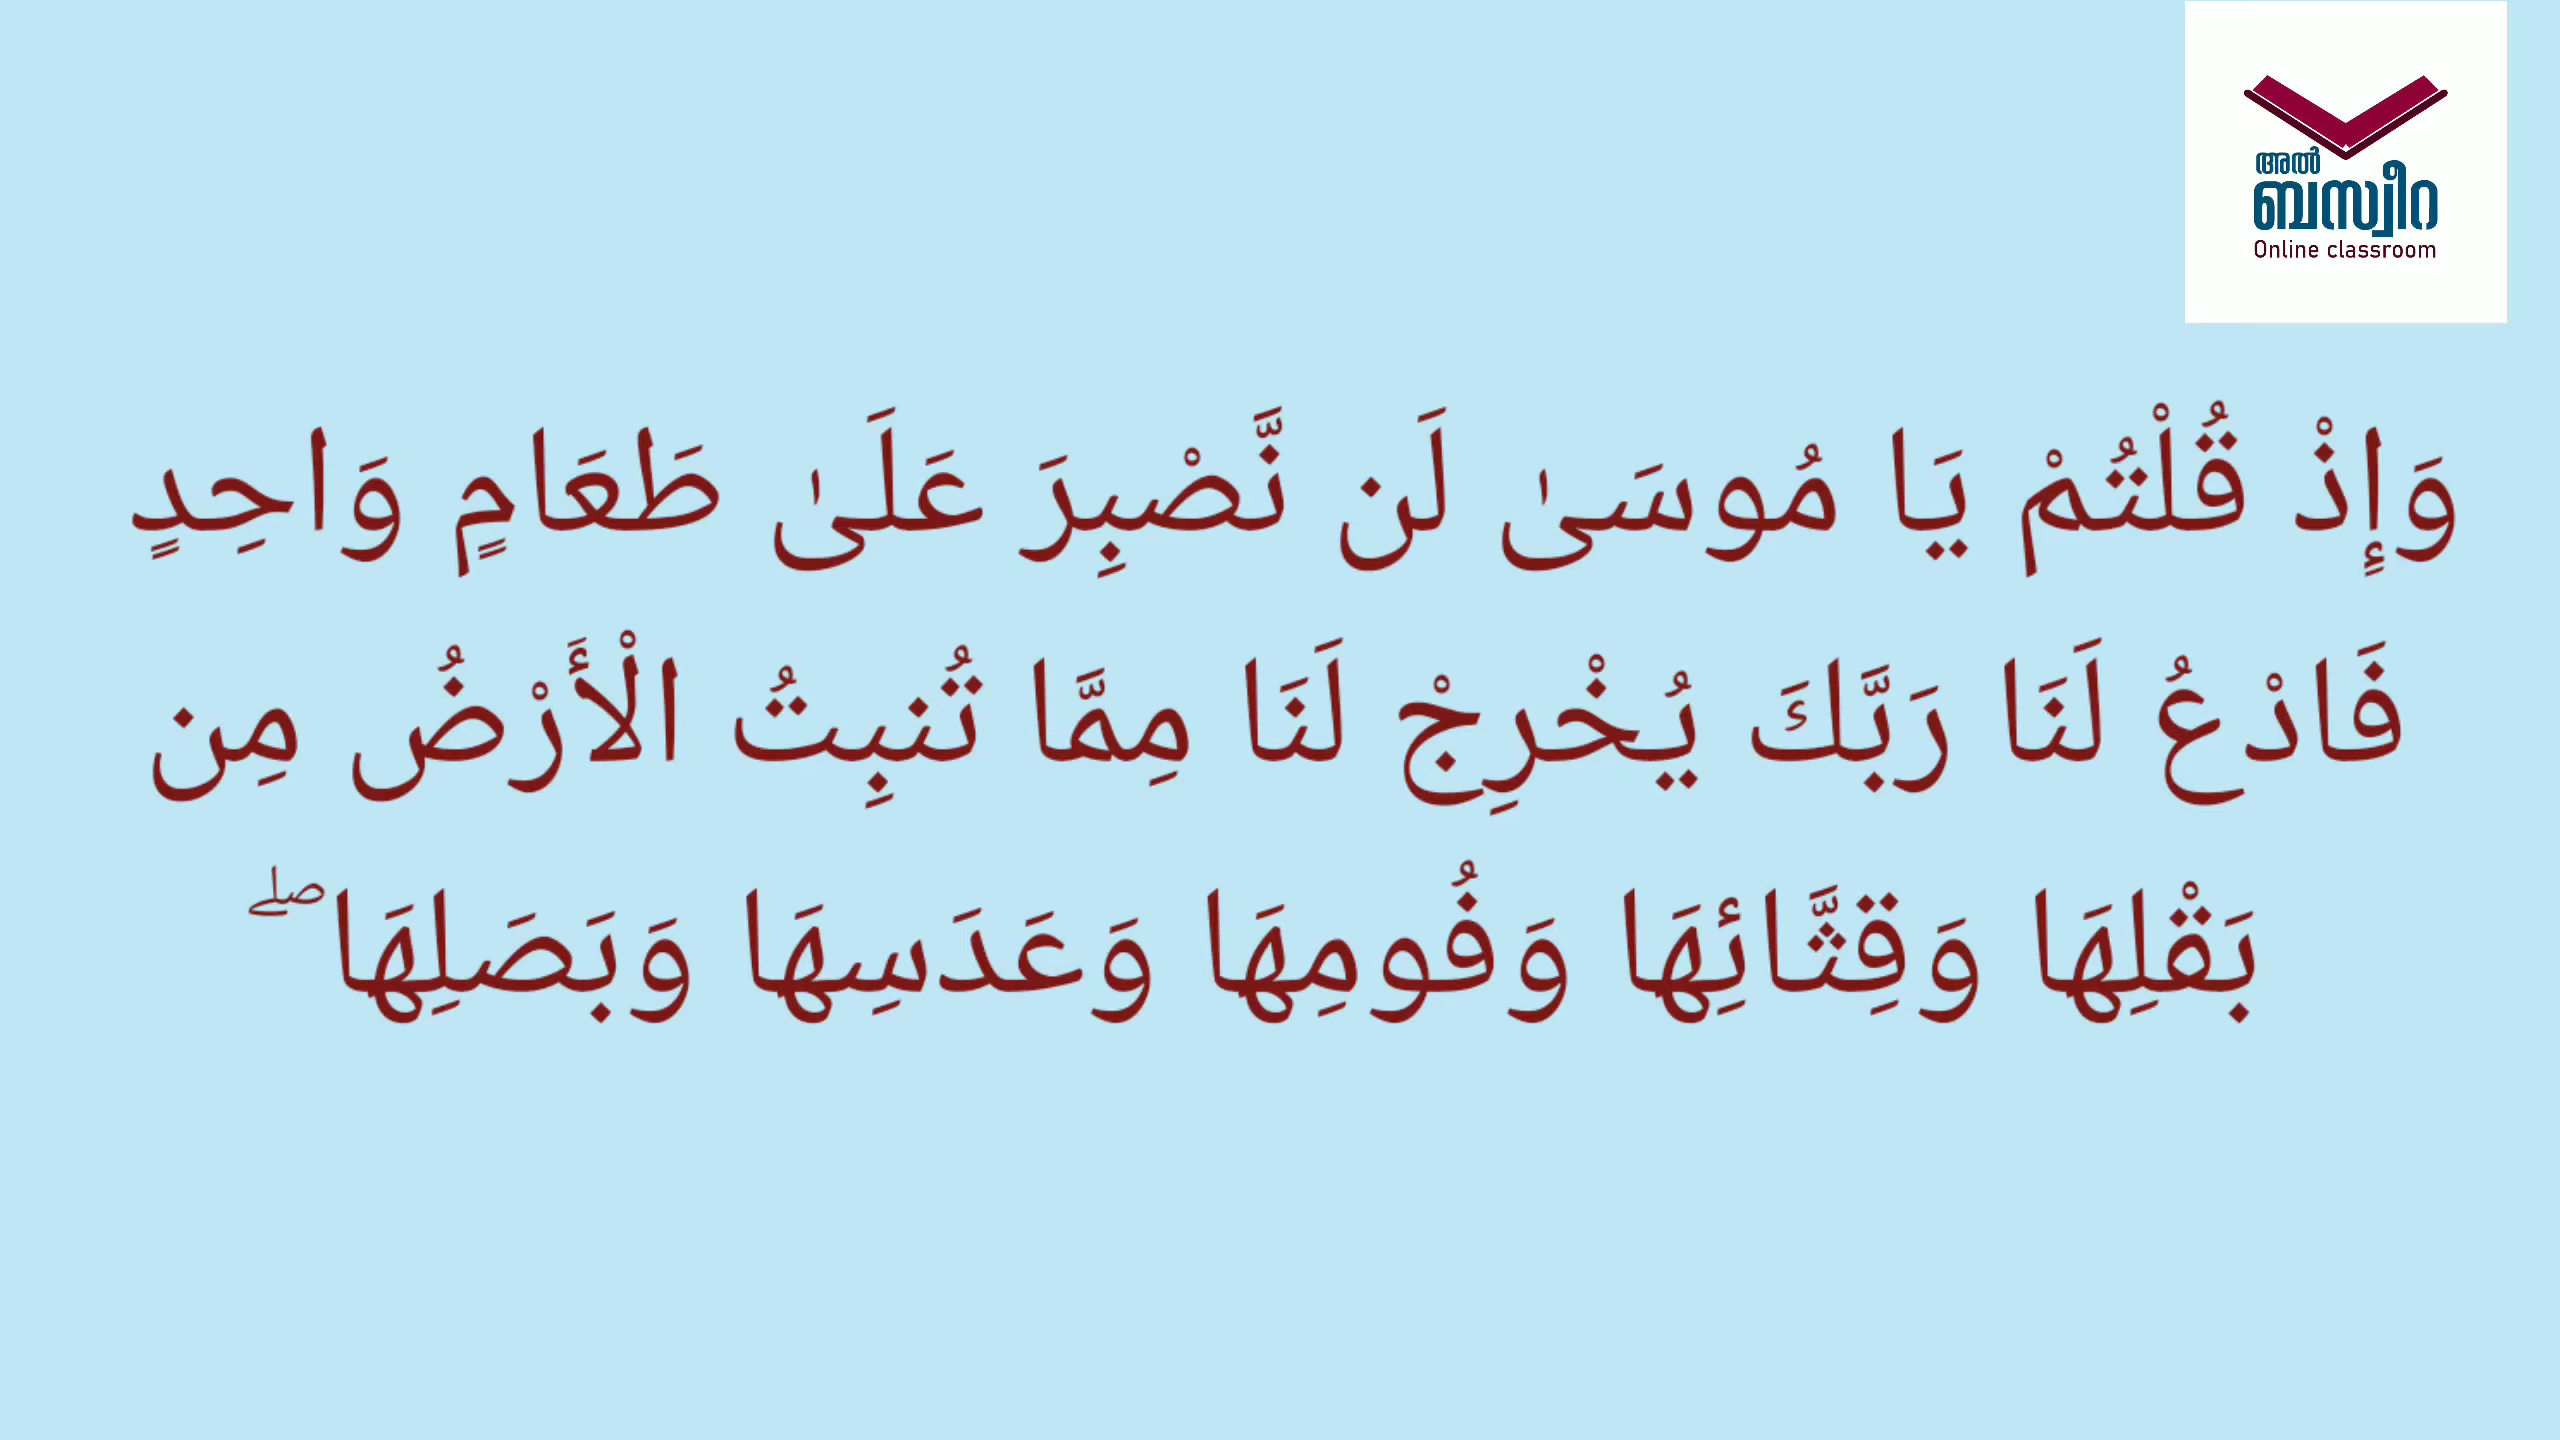 അൽ
ബസ്വീറ
Online classroom
وَإِذْ قُلْتُمْ يَا مُوسَىٰ لَن نَّصْبِرَ عَلَىٰ طَعَامٍ وَاحِدٍ
فَادْعُ لَنَا رَبَّكَ يُخْرِجْ لَنَا مِمَّا تُنبِتُ الْأَرْضُ مِن
بَقْلِهَا وَقِثَّائِهَا وَفُومِهَا وَعَدَسِهَا وَبَصَلِهَا ۖ